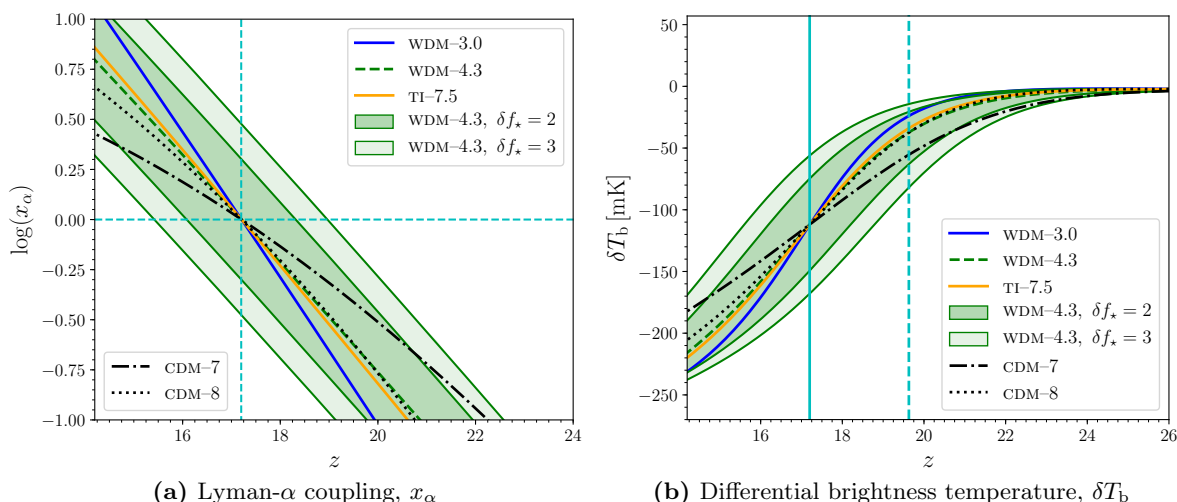 1.00
0.75
0.50
0.25
0.00
−0.25
−0.50
−0.75
−1.00
log(xα)
WDM–3.0
WDM–4.3
TI–7.5
WDM–4.3, δf⋆ = 2
WDM–4.3, δf⋆ = 3
CDM–7
CDM–8
16 18 20 22 24
z
(a) Lyman-α coupling, xα
50
0
−50
−100
−150
−200
−250
δTb [mK]
WDM–3.0
WDM–4.3
TI–7.5
WDM–4.3, δf⋆ = 2
WDM–4.3, δf⋆ = 3
CDM–7
CDM–8
16 18 20 22 24 26
z
(b) Differential brightness temperature, δTb